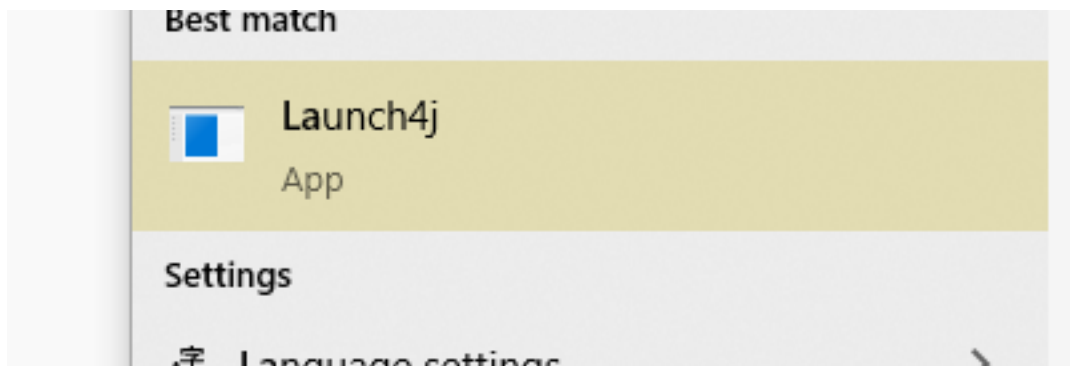 Best match
Launch4j
App
Settings
Language settings